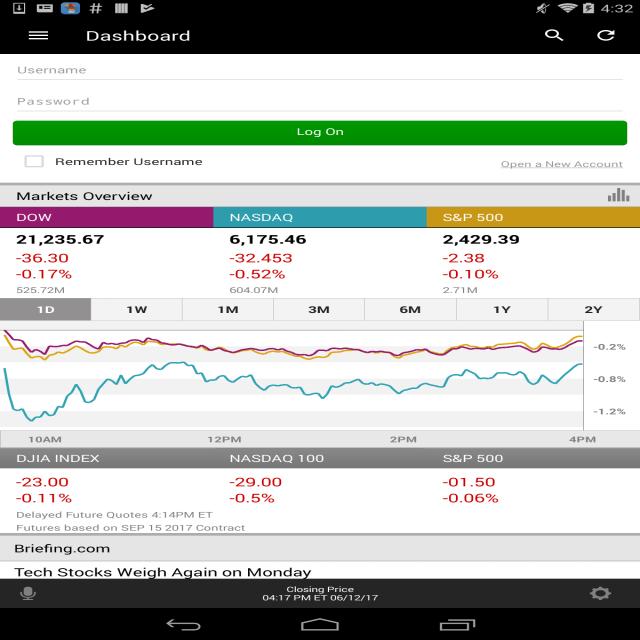 4:32
Dashboard
Username
Password
Log On
Remember Username
Open a New Account
Markets Overview
DOW NASDAQ S&P 500
21,235.67 6,175.46 2,429.39
-36.30 -32.453 -2.38
-0.17% -0.52% -0.10%
525.72M 604.07M 2.71M
1D 1W 1M 3M 6M 1Y 2Y
-0.2%
-0.8%
-1.2%
10AM 12PM 2PM 4PM
DJIA INDEX NASDAQ 100 S&P 500
-23.00 -29.00 -01.50
-0.11% -0.5% -0.06%
Delayed Future Quotes 4:14PM ET
Futures based on SEP 15 2017 Contract
Briefing.com
Tech Stocks Weigh Again on Monday
Closing Price
04:17 PM ET 06/12/17